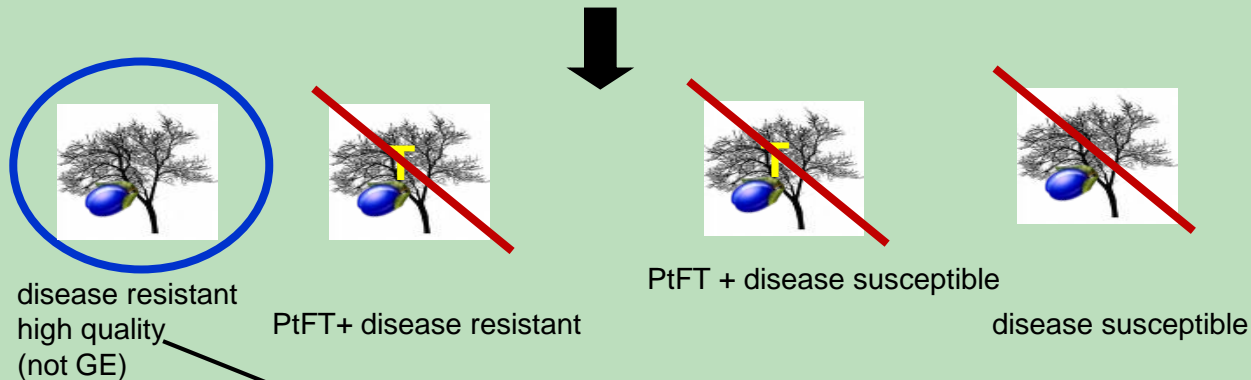 T
T
disease resistant
high quality
(not GE)
PtFT+ disease resistant
PtFT + disease susceptible
disease susceptible